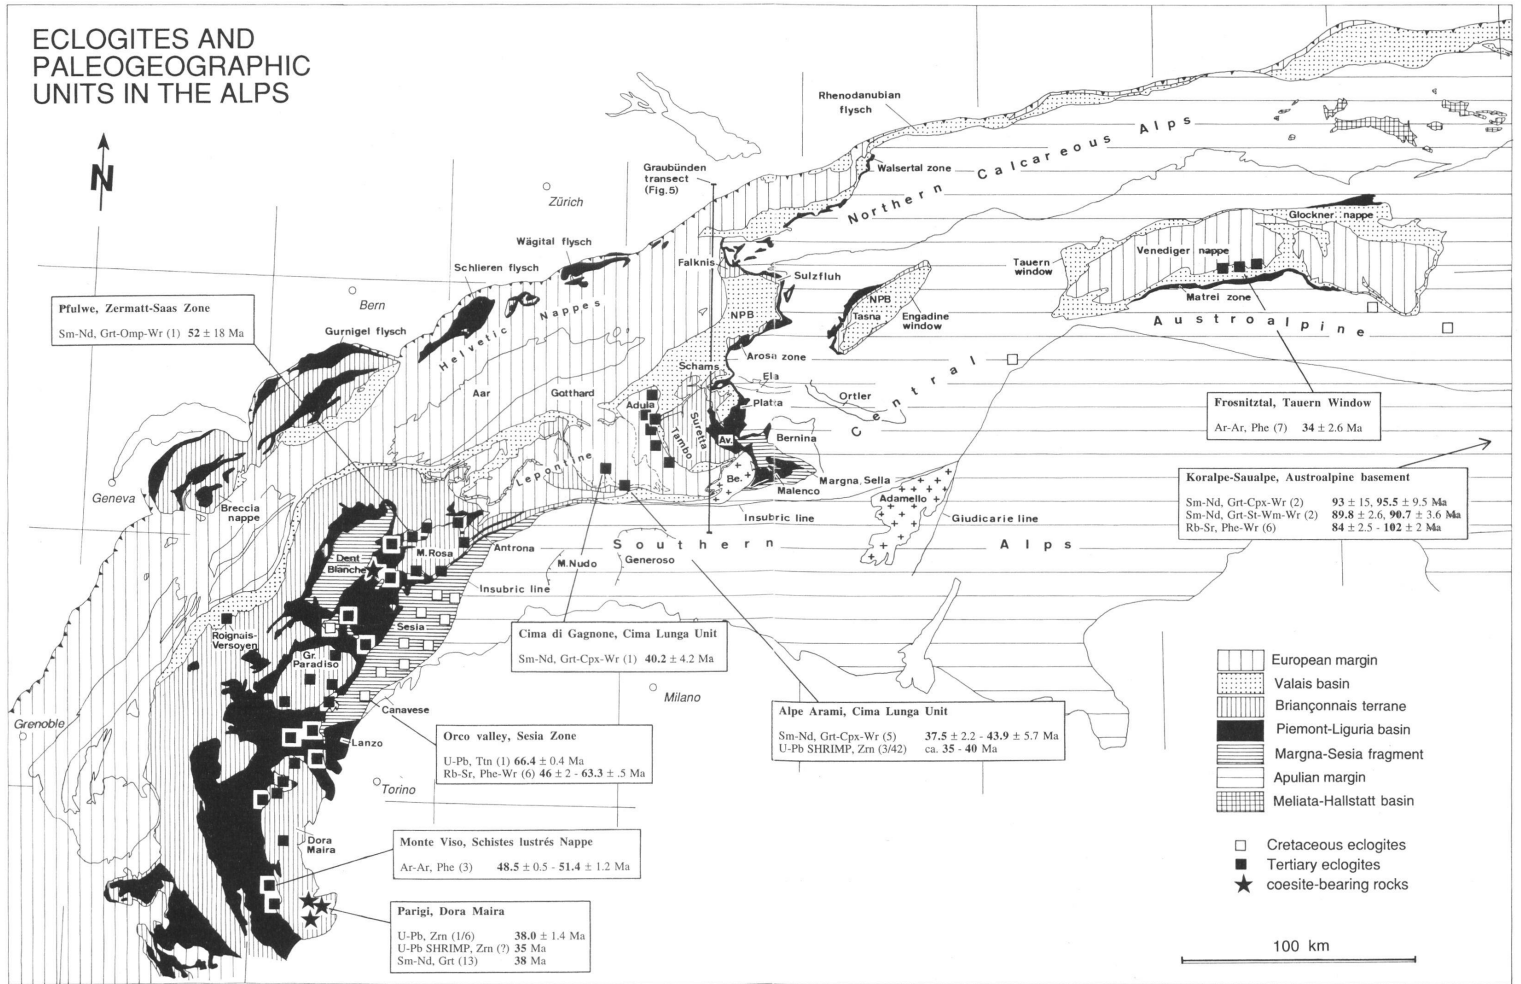 ECLOGITES AND
PALEOGEOGRAPHIC
UNITS IN THE ALPS
N
Rhenodanubian
flysch
Northern Calcareous Alps
Walsertal zone
Graubünden
transect
(Fig.5)
Zürich
Wägital flysch
Schlieren flysch
Falknis
Sulzfluh
Tauern
window
Venediger nappe
Glockner nappe
Matrei zone
Austroalpine
Central
Bern
Gurnigel flysch
Helvetic Nappes
NPB
NPB
Tasna
Engadine
window
Arosa zone
Schams
Ela
Ortler
Platta
Aar
Gotthard
Adula
Suretta
Tambo
Av.
Bernina
Be.
Malenco
Margna, Sella
Adamello
Giudicarie line
Insubric line
Lepontine
Geneva
Breccia
nappe
Pfulwe, Zermatt-Saas Zone
Sm-Nd, Grt-Omp-Wr (1) 52 ± 18 Ma
Frosnitztal, Tauern Window
Ar-Ar, Phe (7) 34 ± 2.6 Ma
Koralpe-Saualpe, Austroalpine basement
Sm-Nd, Grt-Cpx-Wr (2) 93 ± 15, 95.5 ± 9.5 Ma
Sm-Nd, Grt-St-Wm-Wr (2) 89.8 ± 2.6, 90.7 ± 3.6 Ma
Rb-Sr, Phe-Wr (6) 84 ± 2.5 - 102 ± 2 Ma
Southern Alps
M.Rosa
Antrona
Dent
Blanche
M.Nudo
Generoso
Insubric line
Sesia
Roignais-
Versoyen
Gr.
Paradiso
Cima di Gagnone, Cima Lunga Unit
Sm-Nd, Grt-Cpx-Wr (1) 40.2 ± 4.2 Ma
Milano
Canavese
Grenoble
Lanzo
Torino
Orco valley, Sesia Zone
U-Pb, Ttn (1) 66.4 ± 0.4 Ma
Rb-Sr, Phe-Wr (6) 46 ± 2 - 63.3 ± .5 Ma
Alpe Arami, Cima Lunga Unit
Sm-Nd, Grt-Cpx-Wr (5) 37.5 ± 2.2 - 43.9 ± 5.7 Ma
U-Pb SHRIMP, Zrn (3/42) ca. 35 - 40 Ma
Dora
Maira
Monte Viso, Schistes lustrés Nappe
Ar-Ar, Phe (3) 48.5 ± 0.5 - 51.4 ± 1.2 Ma
Parigi, Dora Maira
U-Pb, Zrn (1/6) 38.0 ± 1.4 Ma
U-Pb SHRIMP, Zrn (?) 35 Ma
Sm-Nd, Grt (13) 38 Ma
European margin
Valais basin
Briançonnais terrane
Piemont-Liguria basin
Margna-Sesia fragment
Apulian margin
Meliata-Hallstatt basin
Cretaceous eclogites
Tertiary eclogites
coesite-bearing rocks
100 km